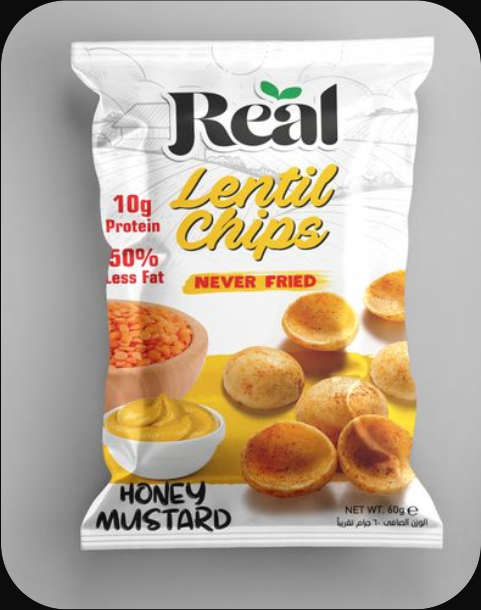 Real
Lentil
Chips
10g
Protein
50%
Less Fat
NEVER FRIED
HONEY
MUSTARD
NET WT. 60g e
الوزن الصافى ٦٠ جرام تقريباً